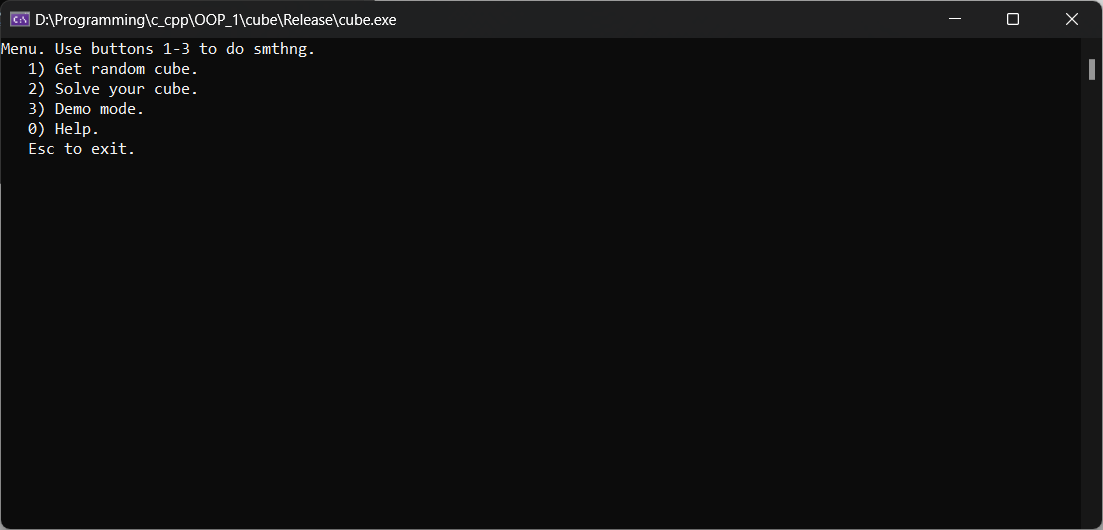 D:\Programming\c_cpp\OOP_1\cube\Release\cube.exe
Menu. Use buttons 1-3 to do smthng.
1) Get random cube.
2) Solve your cube.
3) Demo mode.
0) Help.
Esc to exit.